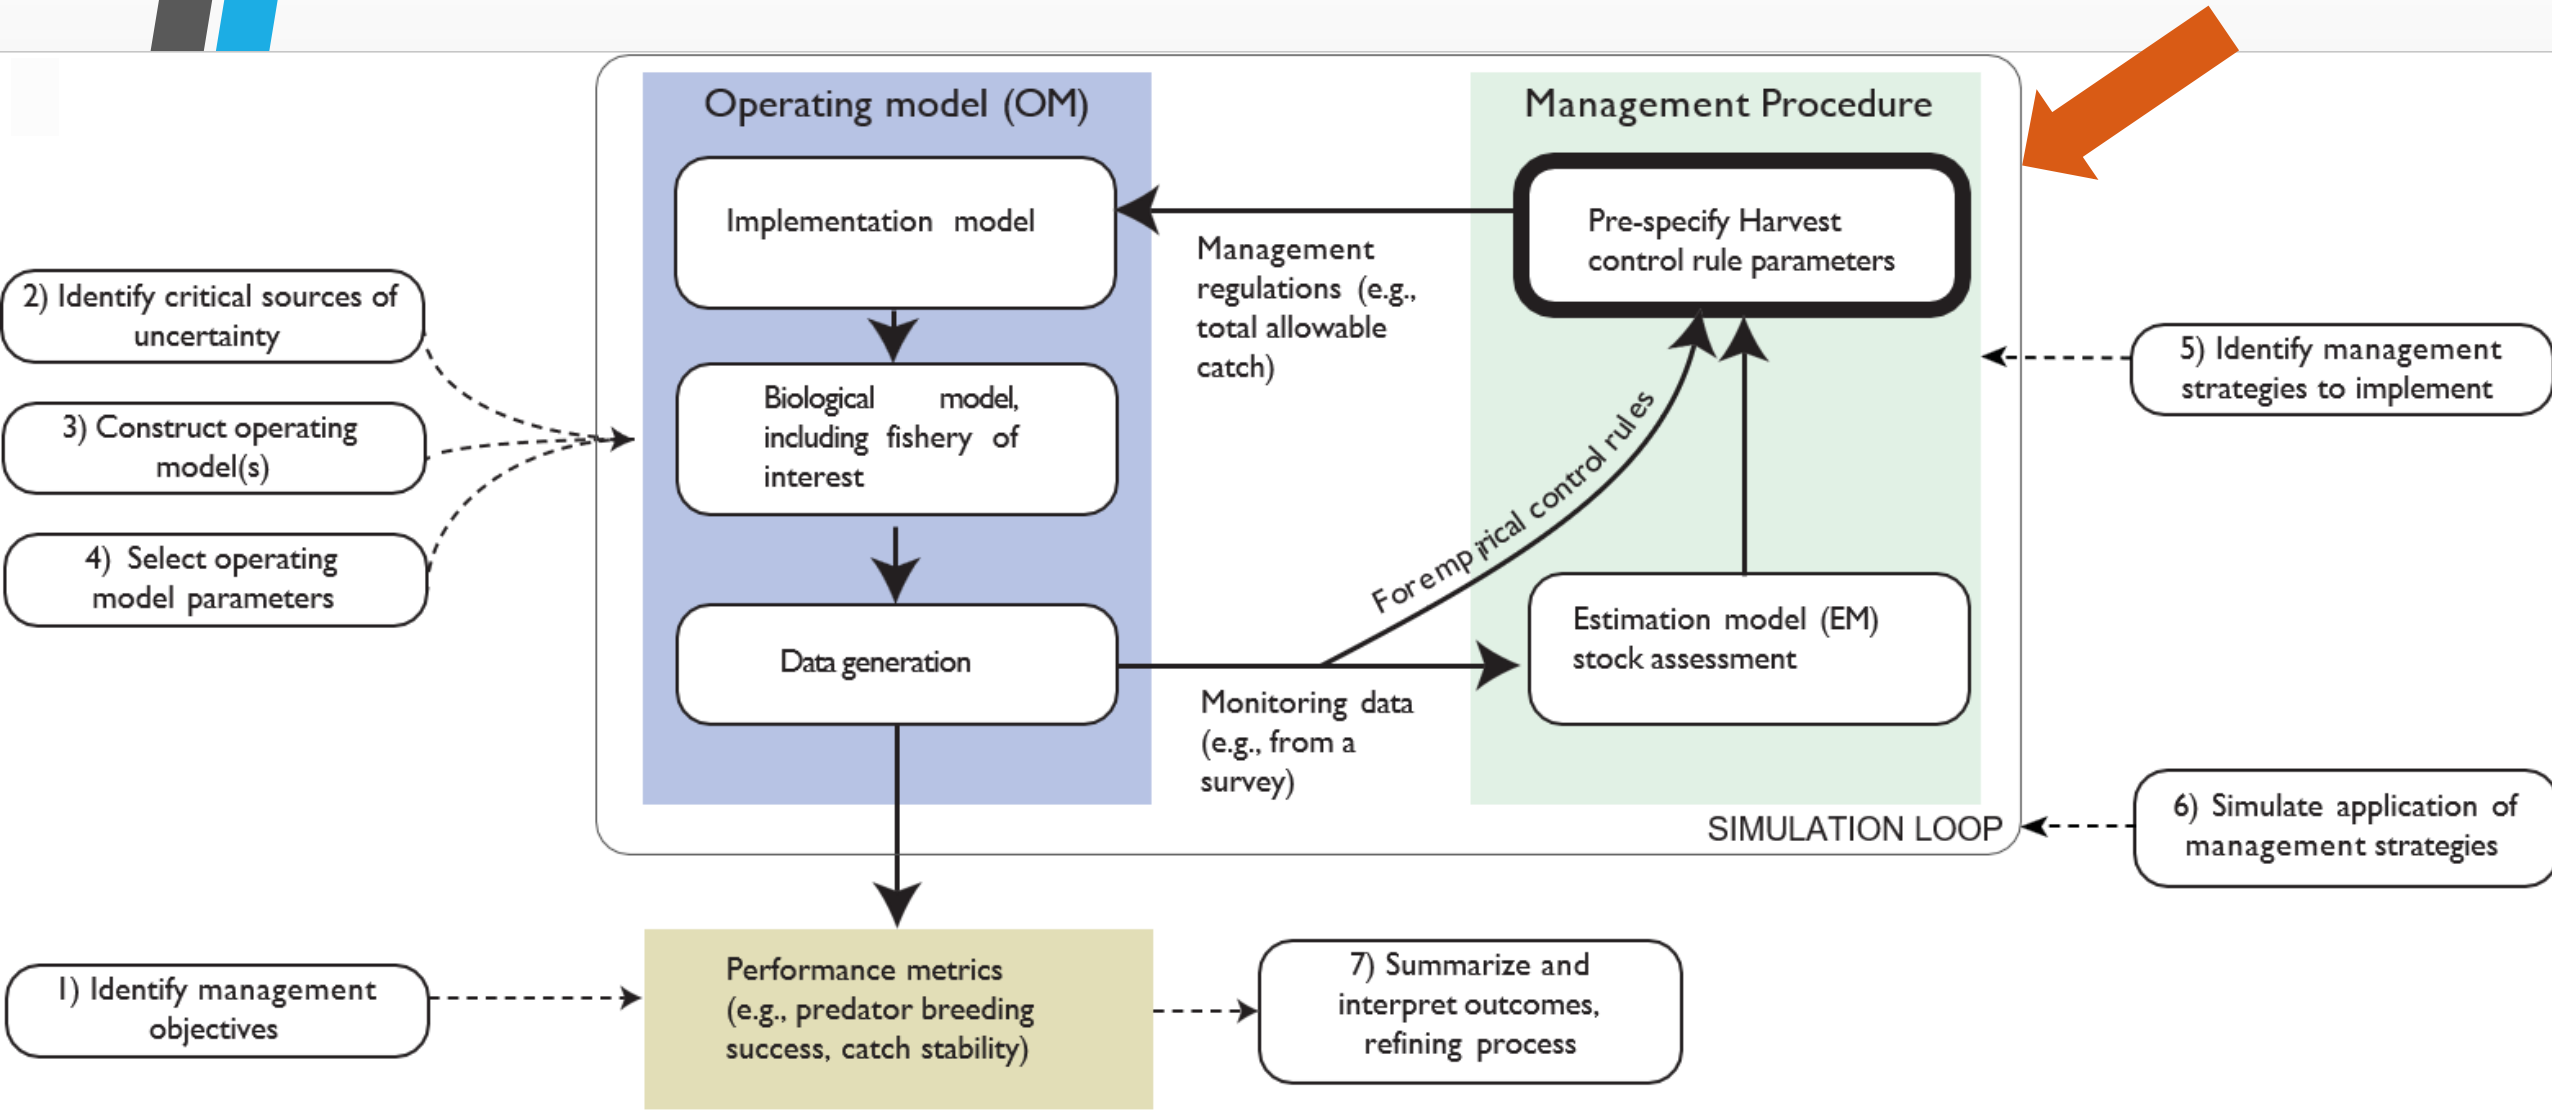 Operating model (OM)
Management Procedure
Implementation model
Pre-specify Harvest
control rule parameters
Management
regulations (e.g.,
total allowable
catch)
2) Identify critical sources of
uncertainty
3) Construct operating
model(s)
4) Select operating
model parameters
Biological model,
including fishery of
interest
5) Identify management
strategies to implement
For empirical control rules
Data generation
Estimation model (EM)
stock assessment
Monitoring data
(e.g., from a
survey)
SIMULATION LOOP
6) Simulate application of
management strategies
1) Identify management
objectives
Performance metrics
(e.g., predator breeding
success, catch stability)
7) Summarize and
interpret outcomes,
refining process